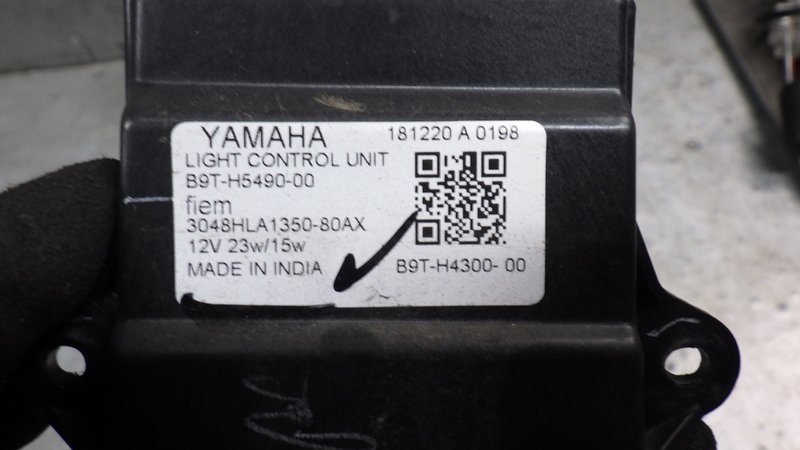 YAMAHA 181220 A 0198
LIGHT CONTROL UNIT
B9T-H5490-00
fiem
3048HLA1350-80AX
12V 23w/15w
MADE IN INDIA B9T-H4300- 00